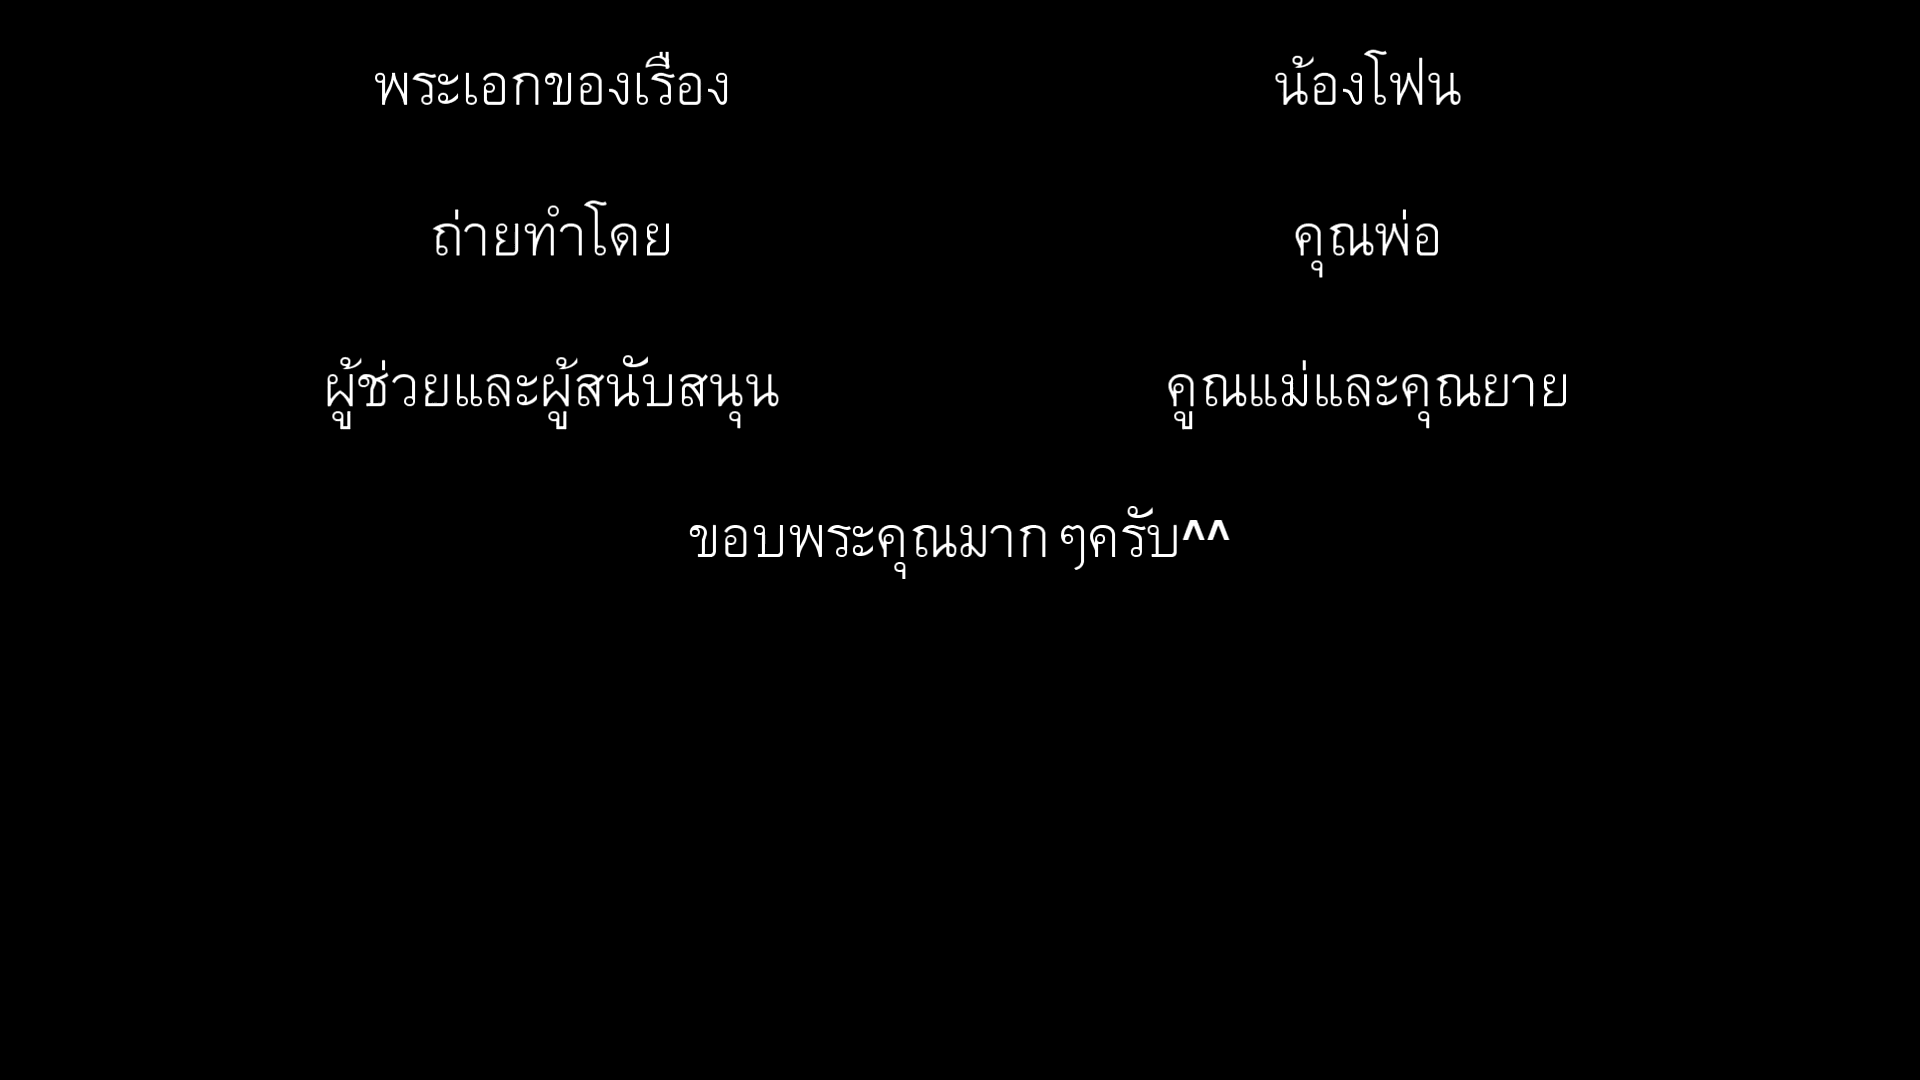 พระเอกของเรือง น้องโฟน
ถ่ายทำโดย คุณพ่อ
ผู้ช่วยและผู้สนับสนุน คูณแม่และคุณยาย
ขอบพระคุณมาก ๆครับ^^